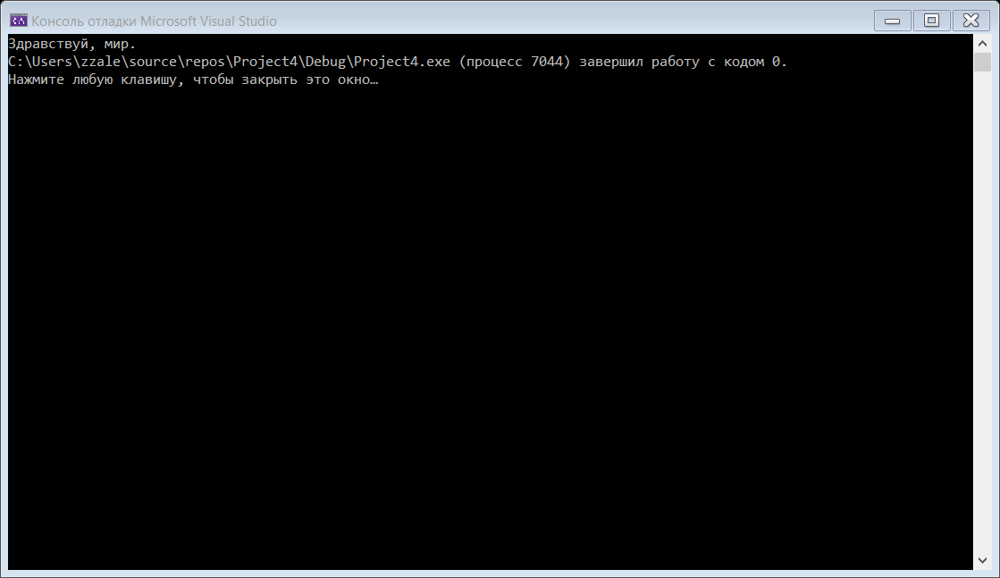 Консоль отладки Microsoft Visual Studio
Здравствуй, мир.
C:\Users\zzale\source\repos\Project4\Debug\Project4.exe (процесс 7044) завершил работу с кодом 0.
Нажмите любую клавишу, чтобы закрыть это окно…